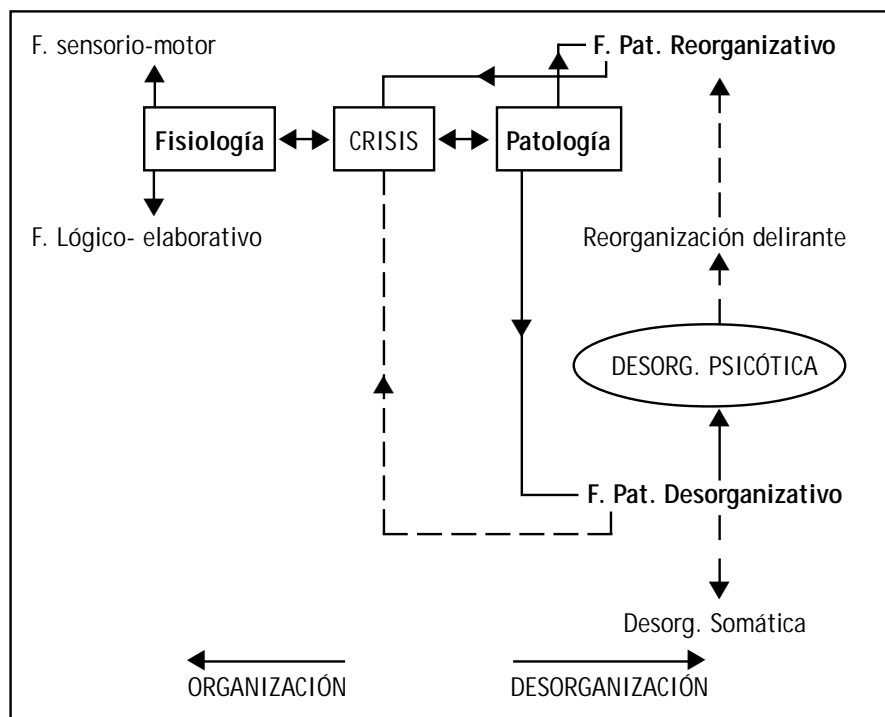 F. sensorio-motor
F. Pat. Reorganizativo
Fisiología
CRISIS
Patología
F. Lógico- elaborativo
Reorganización delirante
DESORG. PSICÓTICA
F. Pat. Desorganizativo
Desorg. Somática
ORGANIZACIÓN
DESORGANIZACIÓN